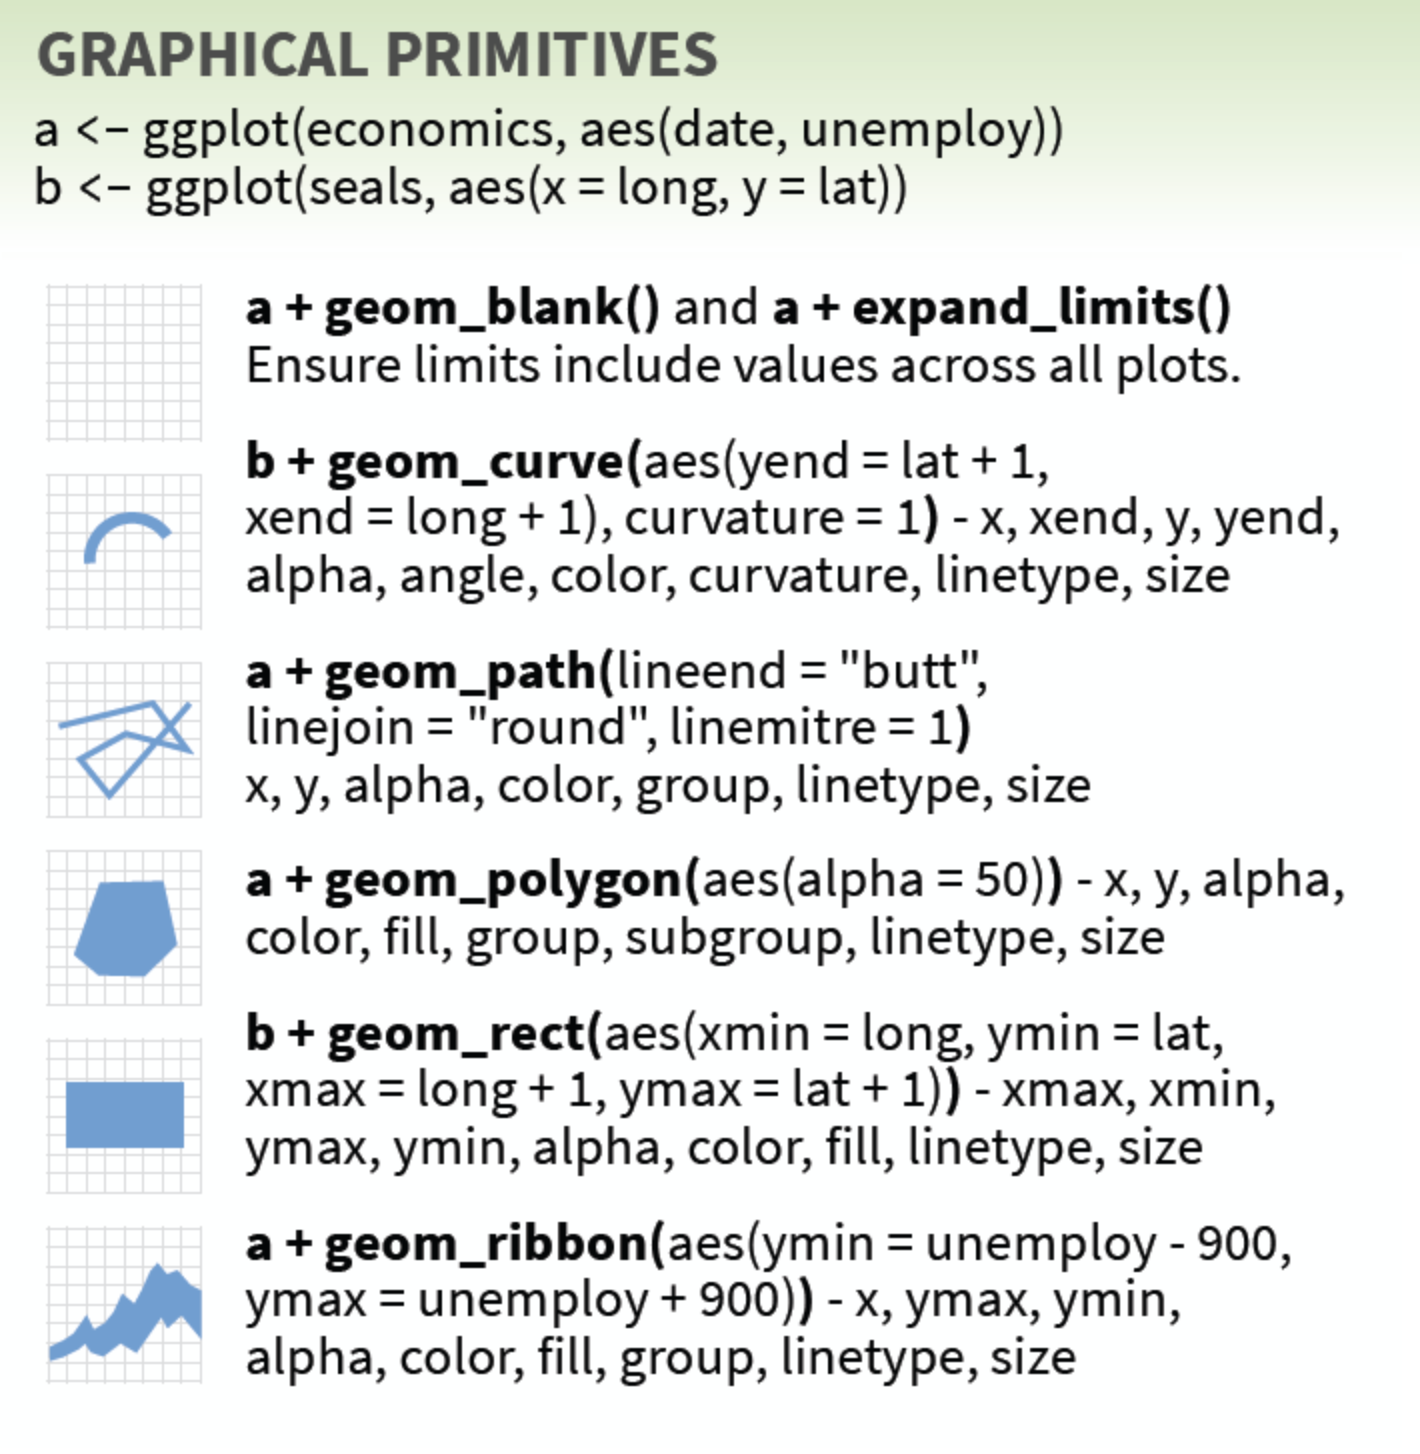 GRAPHICAL PRIMITIVES
a <− ggplot(economics, aes(date, unemploy))
b <− ggplot(seals, aes(x = long, y = lat))
a + geom_blank() and a + expand_limits()
Ensure limits include values across all plots.
b + geom_curve(aes(yend = lat + 1,
xend = long + 1), curvature = 1) - x, xend, y, yend,
alpha, angle, color, curvature, linetype, size
a + geom_path(lineend = "butt",
linejoin = "round", linemitre = 1)
x, y, alpha, color, group, linetype, size
a + geom_polygon(aes(alpha = 50)) - x, y, alpha,
color, fill, group, subgroup, linetype, size
b + geom_rect(aes(xmin = long, ymin = lat,
xmax = long + 1, ymax = lat + 1)) - xmax, xmin,
ymax, ymin, alpha, color, fill, linetype, size
a + geom_ribbon(aes(ymin = unemploy - 900,
ymax = unemploy + 900)) - x, ymax, ymin,
alpha, color, fill, group, linetype, size